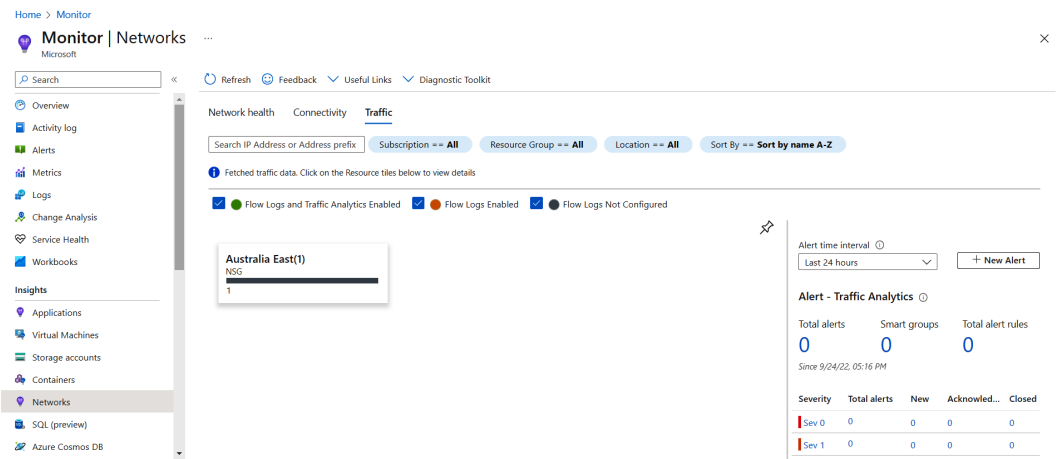 Home > Monitor
Monitor | Networks ...
Microsoft
Search
«
Overview
Activity log
Alerts
Metrics
Logs
Change Analysis
Service Health
Workbooks
Insights
Applications
Virtual Machines
Storage accounts
Containers
Networks
SQL (preview)
Azure Cosmos DB
Refresh Feedback Useful Links Diagnostic Toolkit
Network health Connectivity Traffic
Search IP Address or Address prefix Subscription == All Resource Group == All Location == All Sort By == Sort by name A-Z
Fetched traffic data. Click on the Resource tiles below to view details
Flow Logs and Traffic Analytics Enabled Flow Logs Enabled Flow Logs Not Configured
Australia East(1)
NSG
1
Alert time interval
Last 24 hours + New Alert
Alert - Traffic Analytics
Total alerts Smart groups Total alert rules
0 0 0
Since 9/24/22, 05:16 PM
Severity Total alerts New Acknowled... Closed
Sev 0 0 0 0 0
Sev 1 0 0 0 0